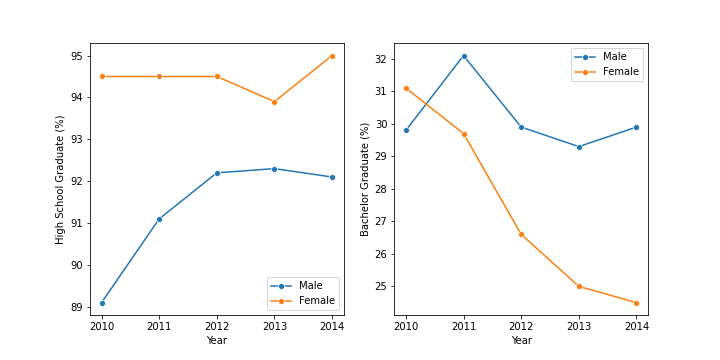 High School Graduate (%)
95
94
93
92
91
90
89
2010 2011 2012 2013 2014
Year
Male
Female
Bachelor Graduate (%)
32
31
30
29
28
27
26
25
2010 2011 2012 2013 2014
Year
Male
Female